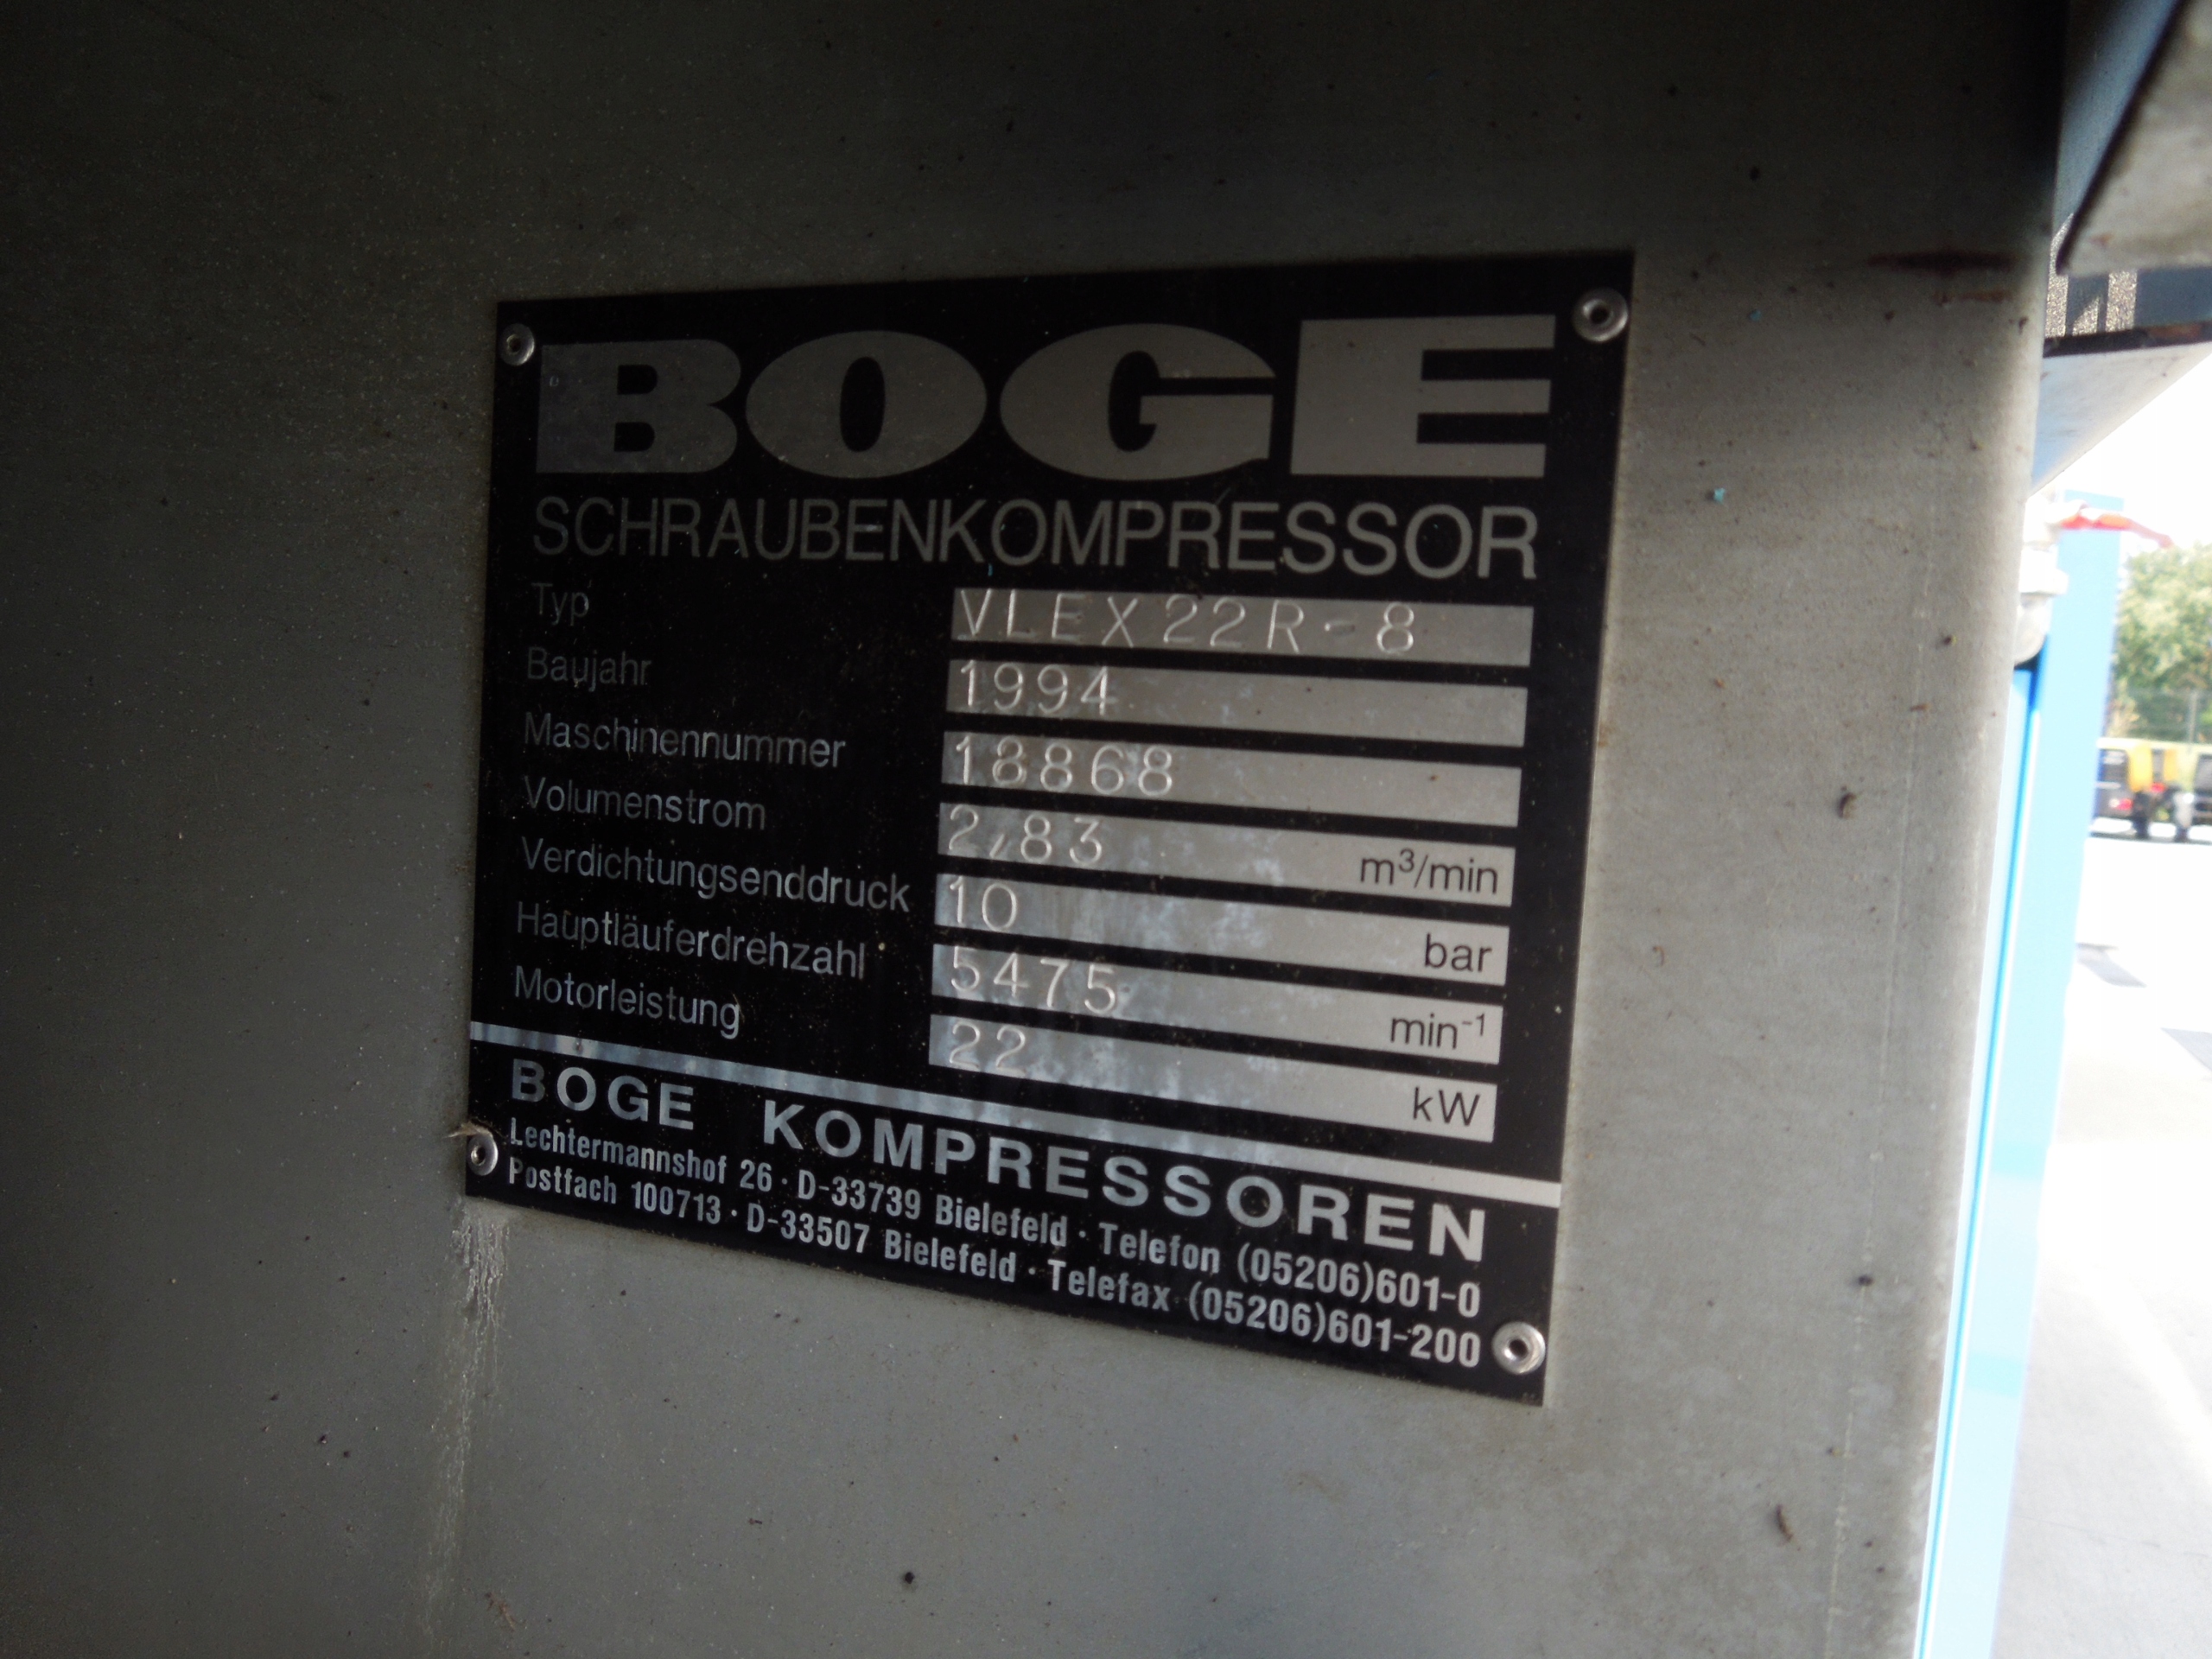 BOGE
SCHRAUBENKOMPRESSOR
Typ VLEX22R-8
Baujahr 1994
Maschinennummer 18868
Volumenstrom 2,83 m³/min
Verdichtungsenddruck 10 bar
Hauptläuferdrehzahl 5475 min⁻¹
Motorleistung 22 kW
BOGE KOMPRESSOREN
Lechtermannshof 26 · D-33739 Bielefeld · Telefon (05206)601-0
Postfach 100713 · D-33507 Bielefeld · Telefax (05206)601-200